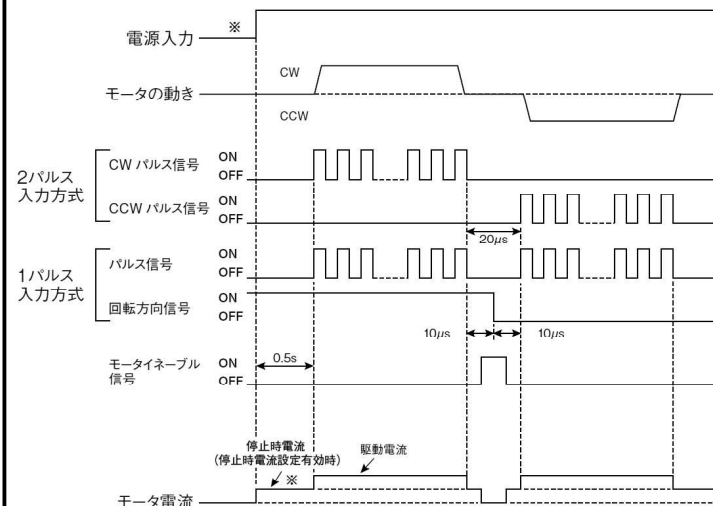 電源入力
※
モータの動き
CW
CCW
2パルス
入力方式
CW パルス信号
ON
OFF
CCW パルス信号
ON
OFF
20μs
1パルス
入力方式
パルス信号
ON
OFF
回転方向信号
ON
OFF
10μs
10μs
モータイネーブル
信号
ON
OFF
0.5s
停止時電流
(停止時電流設定有効時)
※
駆動電流
モータ電流